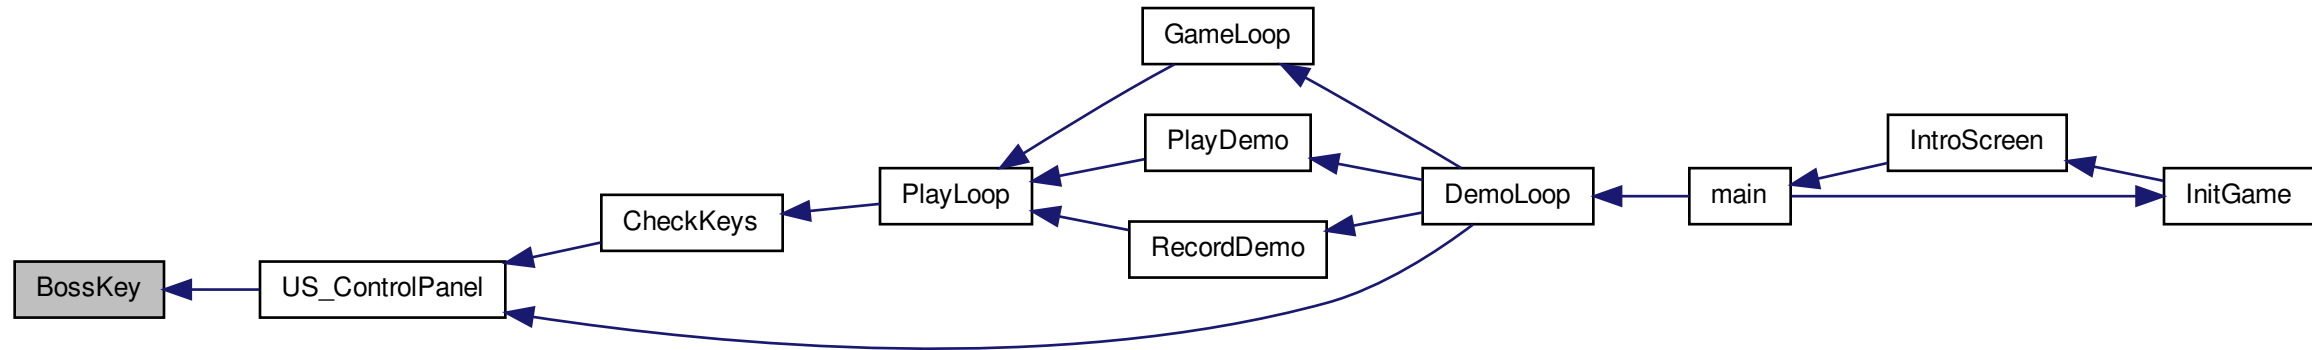 GameLoop
PlayDemo
IntroScreen
PlayLoop
DemoLoop
main
InitGame
CheckKeys
RecordDemo
BossKey
US_ControlPanel